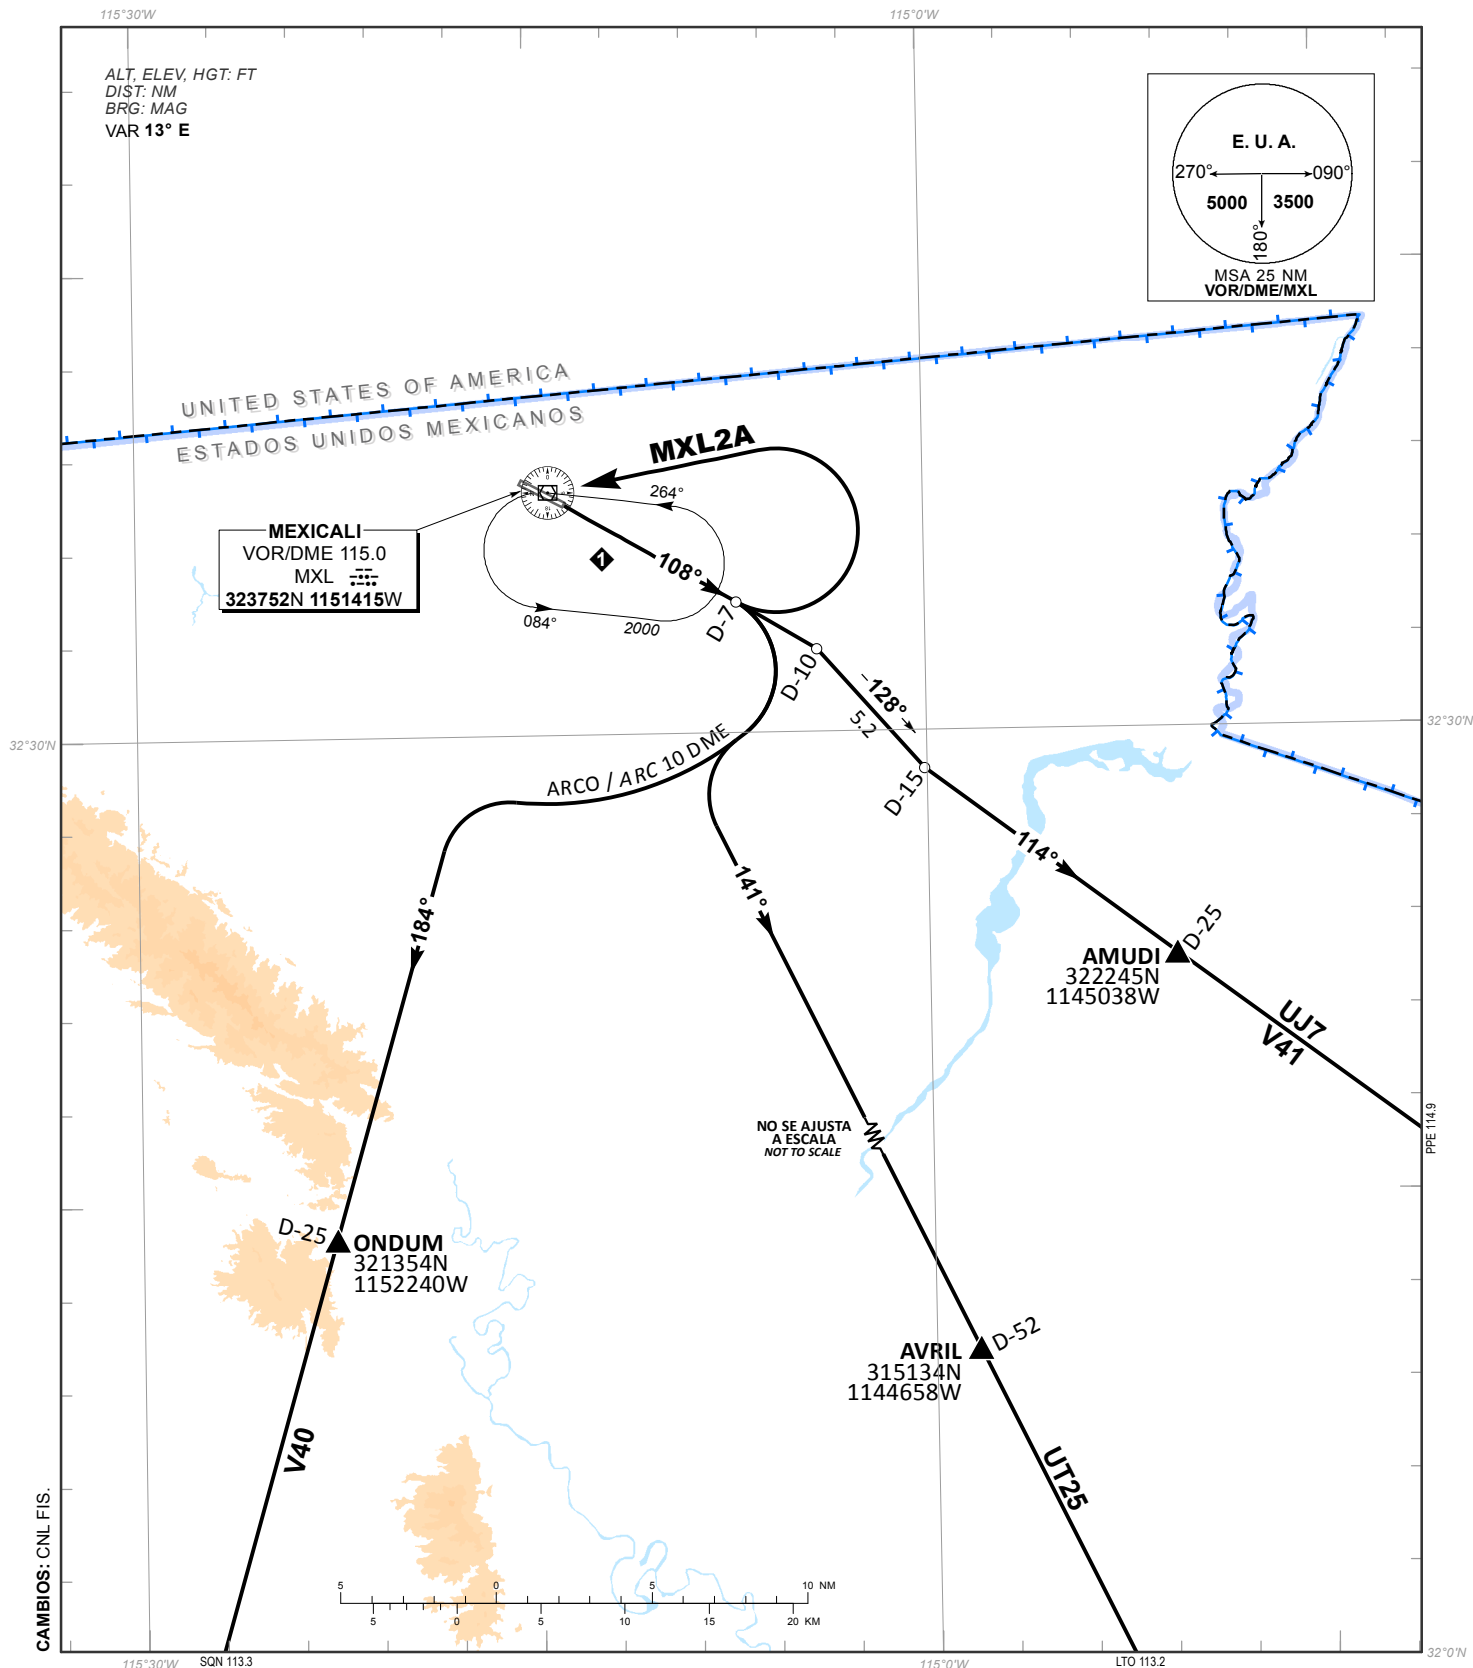 115°30'W
115°0'W
ALT, ELEV, HGT: FT
DIST: NM
BRG: MAG
VAR 13° E
E. U. A.
270°
090°
5000
3500
180°
MSA 25 NM
VOR/DME/MXL
UNITED STATES OF AMERICA
ESTADOS UNIDOS MEXICANOS
MXL2A
264°
MEXICALI
VOR/DME 115.0
MXL
323752N 1151415W
1
108°
084°
2000
D-7
D-10
128°
5.2
32°30'N
32°30'N
ARCO / ARC 10 DME
D-15
114°
141°
184°
D-25
AMUDI
322245N
1145038W
UJ7
V41
PPE 114.9
NO SE AJUSTA
A ESCALA
NOT TO SCALE
D-25
ONDUM
321354N
1152240W
D-52
AVRIL
315134N
1144658W
V40
UT25
CAMBIOS: CNL FIS.
5
0
5
10 NM
5
0
5
10
15
20 KM
115°30'W
SQN 113.3
115°0'W
LTO 113.2
32°0'N